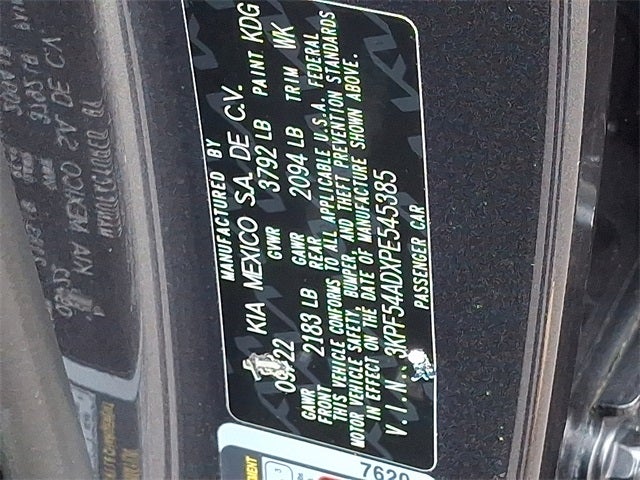 MANUFACTURED BY
KIA MEXICO S.A. DE C.V.
09/22 GVWR 3792 LB PAINT KDG
GAWR FRONT 2183 LB GAWR REAR 2094 LB TRIM WK
THIS VEHICLE CONFORMS TO ALL APPLICABLE U.S.A. FEDERAL
MOTOR VEHICLE SAFETY, BUMPER, AND THEFT PREVENTION STANDARDS
IN EFFECT ON THE DATE OF MANUFACTURE SHOWN ABOVE.
V.I.N. 3KPF54ADXPE545385
PASSENGER CAR
7620